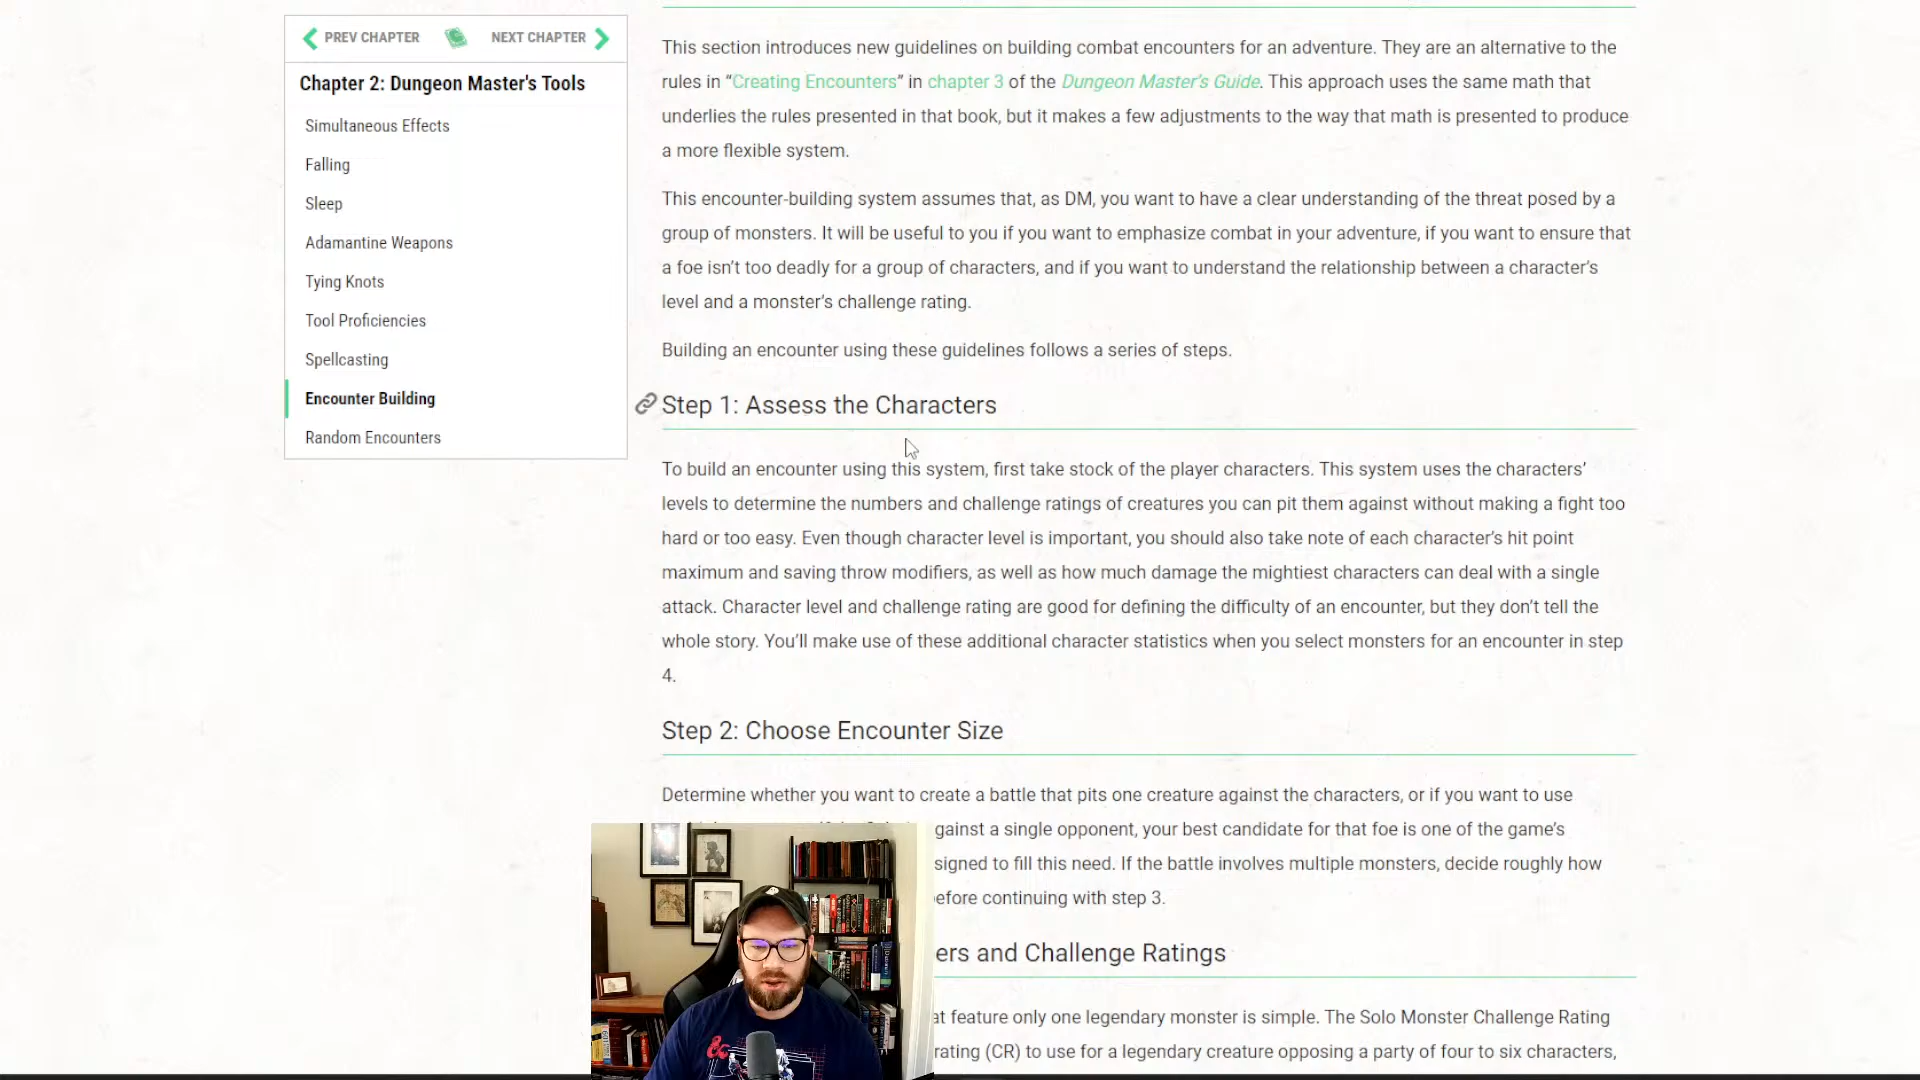 PREV CHAPTER
NEXT CHAPTER
Chapter 2: Dungeon Master's Tools
Simultaneous Effects
Falling
Sleep
Adamantine Weapons
Tying Knots
Tool Proficiencies
Spellcasting
Encounter Building
Random Encounters
This section introduces new guidelines on building combat encounters for an adventure. They are an alternative to the
rules in “Creating Encounters” in chapter 3 of the Dungeon Master’s Guide. This approach uses the same math that
underlies the rules presented in that book, but it makes a few adjustments to the way that math is presented to produce
a more flexible system.
This encounter-building system assumes that, as DM, you want to have a clear understanding of the threat posed by a
group of monsters. It will be useful to you if you want to emphasize combat in your adventure, if you want to ensure that
a foe isn’t too deadly for a group of characters, and if you want to understand the relationship between a character’s
level and a monster’s challenge rating.
Building an encounter using these guidelines follows a series of steps.
Step 1: Assess the Characters
To build an encounter using this system, first take stock of the player characters. This system uses the characters’
levels to determine the numbers and challenge ratings of creatures you can pit them against without making a fight too
hard or too easy. Even though character level is important, you should also take note of each character’s hit point
maximum and saving throw modifiers, as well as how much damage the mightiest characters can deal with a single
attack. Character level and challenge rating are good for defining the difficulty of an encounter, but they don’t tell the
whole story. You’ll make use of these additional character statistics when you select monsters for an encounter in step
4.
Step 2: Choose Encounter Size
Determine whether you want to create a battle that pits one creature against the characters, or if you want to use
gainst a single opponent, your best candidate for that foe is one of the game’s
signed to fill this need. If the battle involves multiple monsters, decide roughly how
efore continuing with step 3.
ers and Challenge Ratings
at feature only one legendary monster is simple. The Solo Monster Challenge Rating
rating (CR) to use for a legendary creature opposing a party of four to six characters,